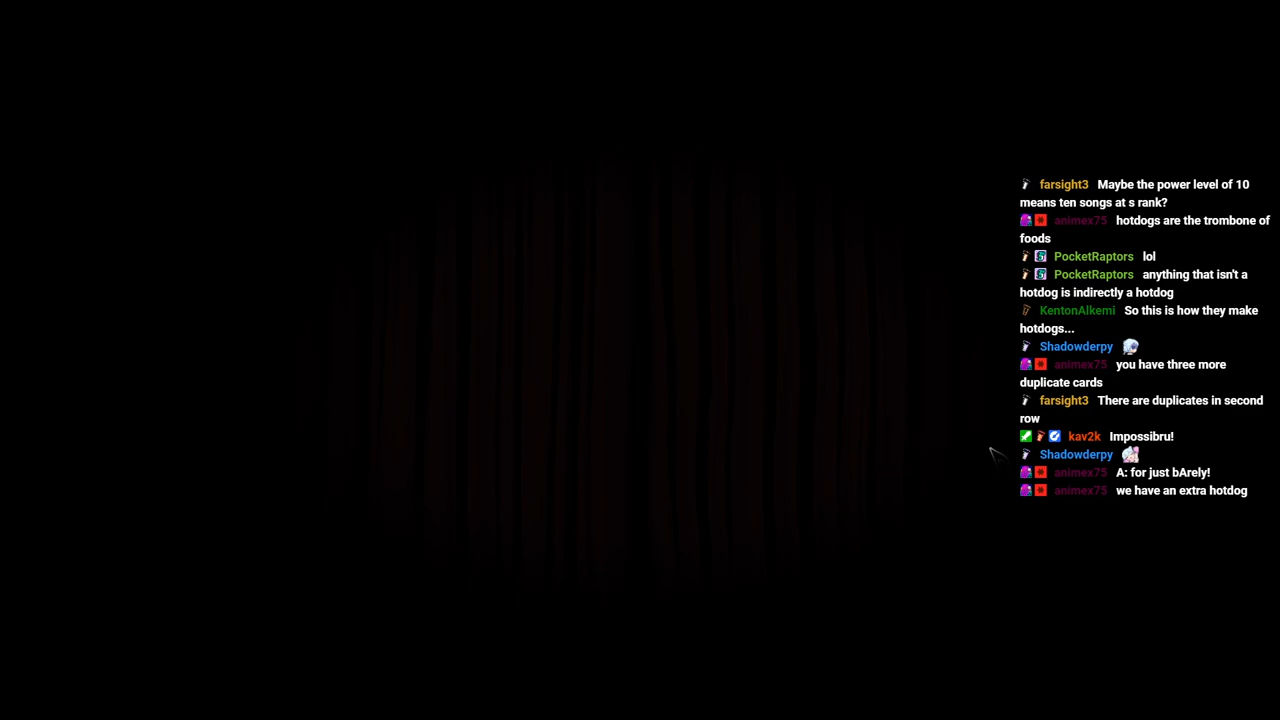 farsight3 Maybe the power level of 10
means ten songs at s rank?
animex75 hotdogs are the trombone of
foods
PocketRaptors lol
PocketRaptors anything that isn't a
hotdog is indirectly a hotdog
KentonAlkemi So this is how they make
hotdogs...
Shadowderpy
animex75 you have three more
duplicate cards
farsight3 There are duplicates in second
row
kav2k Impossibru!
Shadowderpy
animex75 A: for just bArely!
animex75 we have an extra hotdog